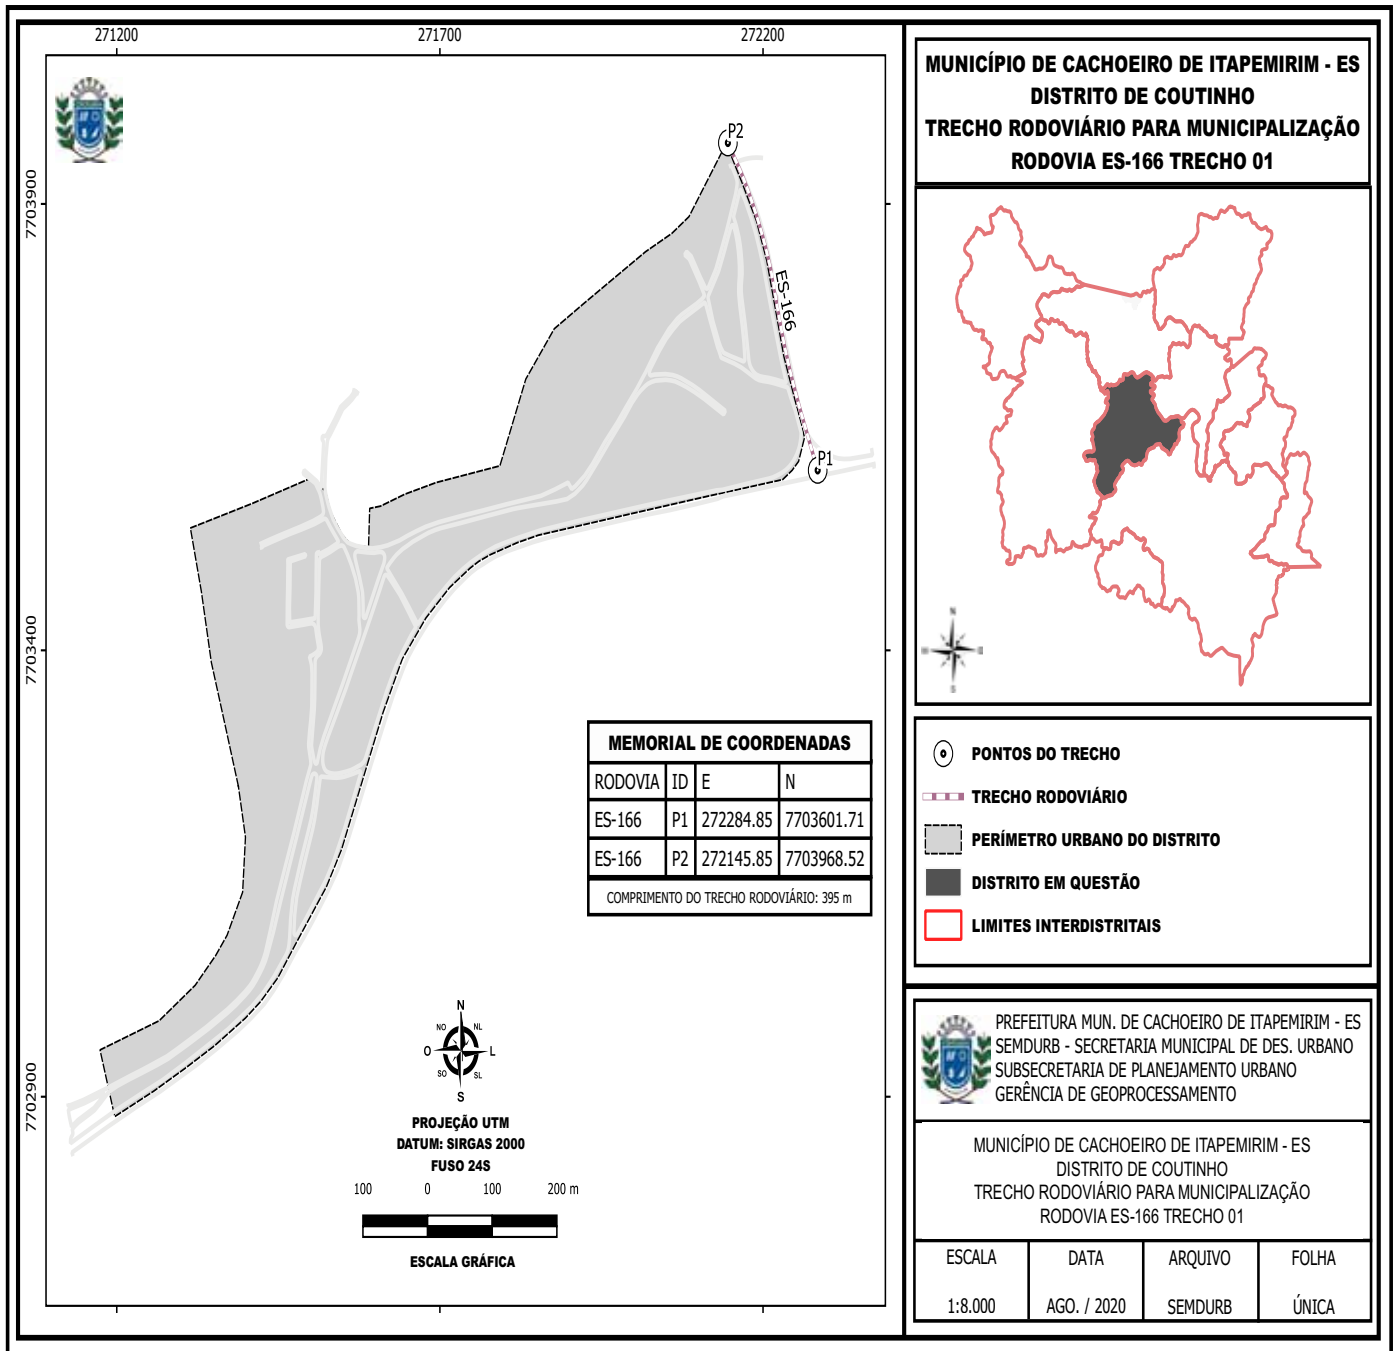 271200
271700
272200
7703900
7703400
7702900
P2
ES-166
P1
MEMORIAL DE COORDENADAS
RODOVIA ID E N
ES-166 P1 272284.85 7703601.71
ES-166 P2 272145.85 7703968.52
COMPRIMENTO DO TRECHO RODOVIÁRIO: 395 m
N
NO NL
O L
SO SL
S
PROJEÇÃO UTM
DATUM: SIRGAS 2000
FUSO 24S
100 0 100 200 m
ESCALA GRÁFICA
MUNICÍPIO DE CACHOEIRO DE ITAPEMIRIM - ES
DISTRITO DE COUTINHO
TRECHO RODOVIÁRIO PARA MUNICIPALIZAÇÃO
RODOVIA ES-166 TRECHO 01
N
S
PONTOS DO TRECHO
TRECHO RODOVIÁRIO
PERÍMETRO URBANO DO DISTRITO
DISTRITO EM QUESTÃO
LIMITES INTERDISTRITAIS
PREFEITURA MUN. DE CACHOEIRO DE ITAPEMIRIM - ES
SEMDURB - SECRETARIA MUNICIPAL DE DES. URBANO
SUBSECRETARIA DE PLANEJAMENTO URBANO
GERÊNCIA DE GEOPROCESSAMENTO
MUNICÍPIO DE CACHOEIRO DE ITAPEMIRIM - ES
DISTRITO DE COUTINHO
TRECHO RODOVIÁRIO PARA MUNICIPALIZAÇÃO
RODOVIA ES-166 TRECHO 01
ESCALA DATA ARQUIVO FOLHA
1:8.000 AGO. / 2020 SEMDURB ÚNICA